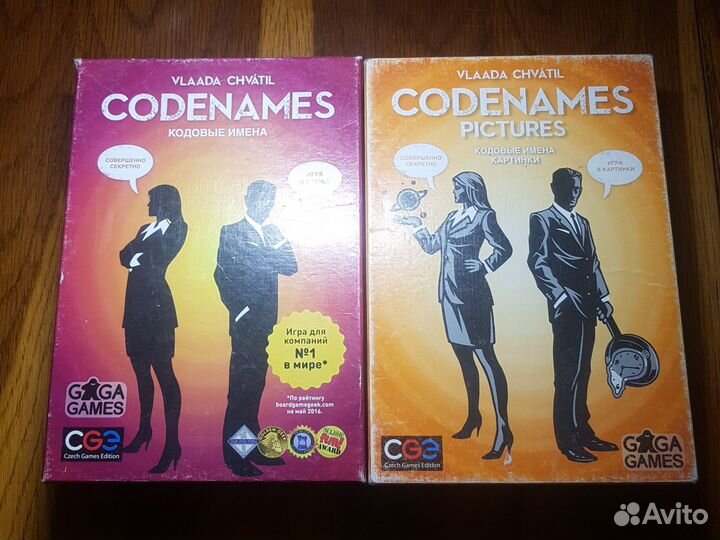 VLAADA CHVÁTIL
CODENAMES
КОДОВЫЕ ИМЕНА
СОВЕРШЕННО
СЕКРЕТНО
ИГРА
Игра для
компаний
№1
в мире*
*По рейтингу
boardgamegeek.com
на май 2016.
GAGA
GAMES
CGE
Czech Games Edition
AWARD
VLAADA CHVÁTIL
CODENAMES
PICTURES
КОДОВЫЕ ИМЕНА
КАРТИНКИ
СОВЕРШЕННО
СЕКРЕТНО
ИГРА
В КАРТИНКИ
CGE
Czech Games Edition
GAGA
GAMES
Avito